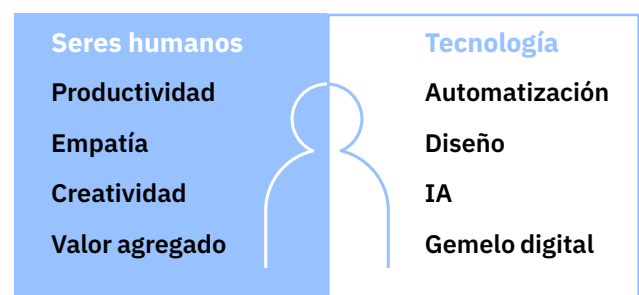 Seres humanos
Productividad
Empatía
Creatividad
Valor agregado
Tecnología
Automatización
Diseño
IA
Gemelo digital